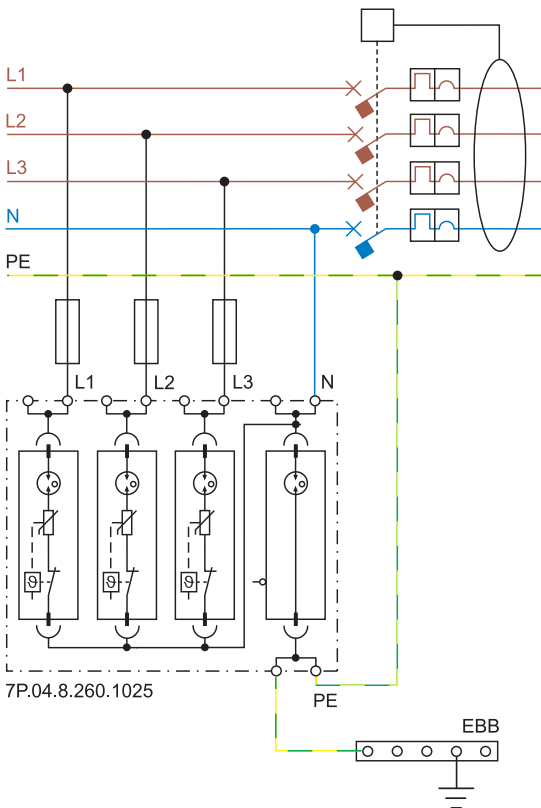 L1
L2
L3
N
PE
L1 L2 L3 N
ϑ ϑ ϑ
7P.04.8.260.1025
PE
EBB